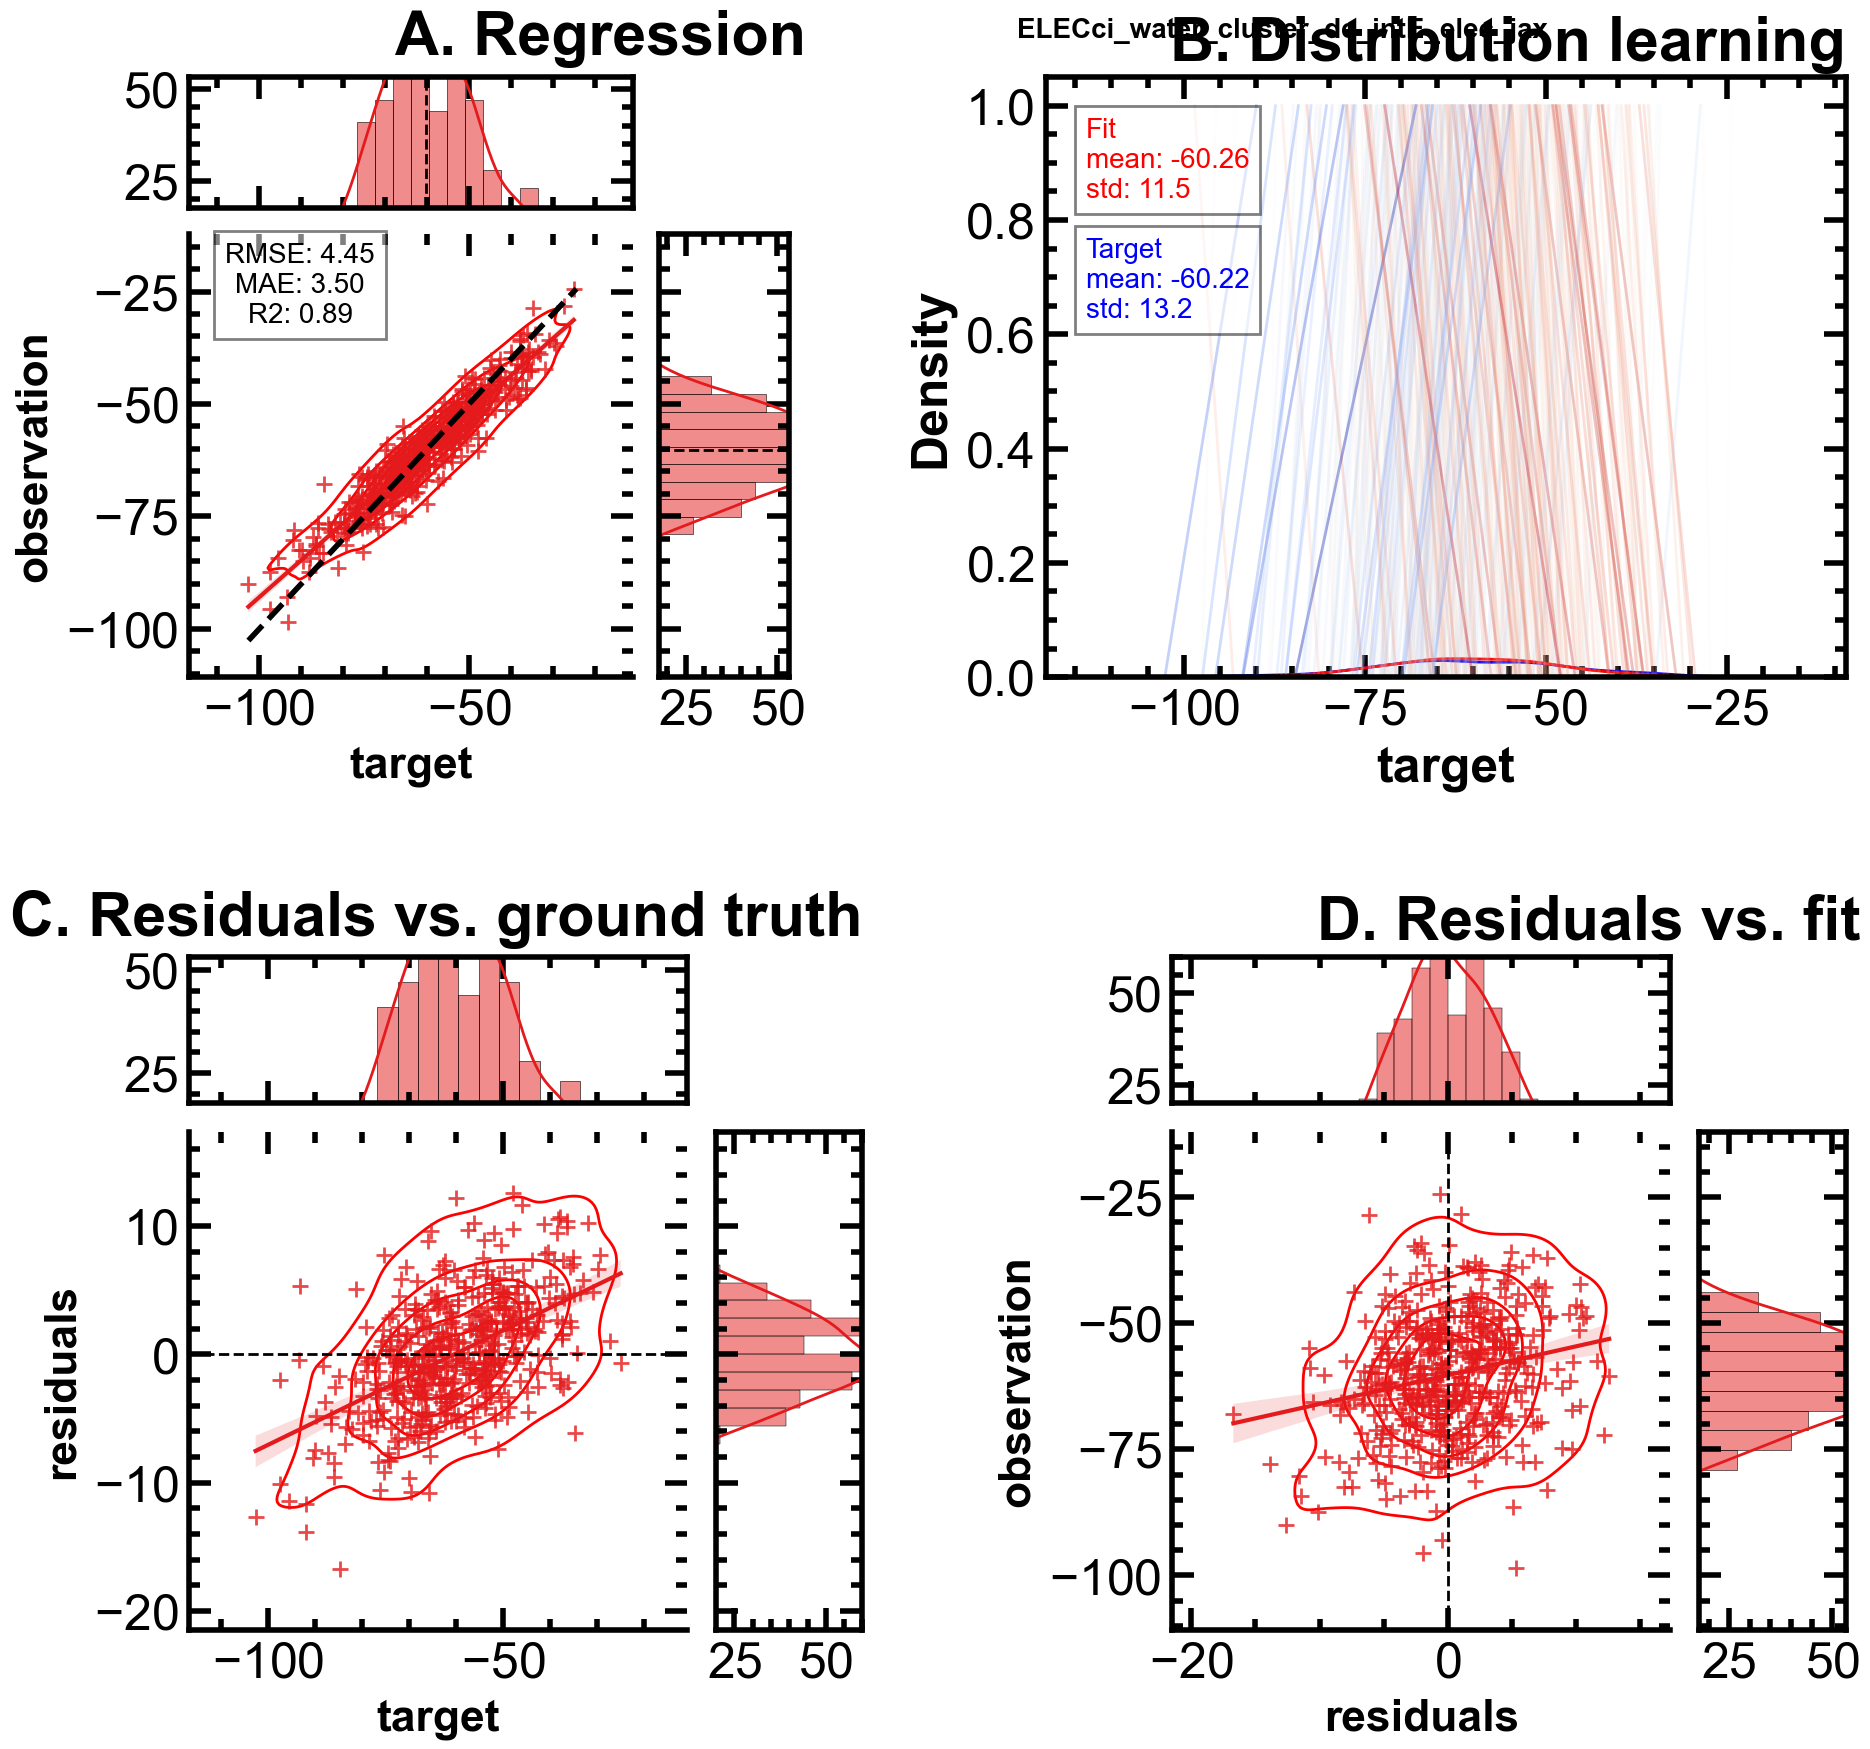 A. Regression
50
25
RMSE: 4.45
MAE: 3.50
R2: 0.89
−25
−50
−75
−100
observation
−100 −50
target
25 50
B. Distribution learning
1.0
0.8
0.6
0.4
0.2
0.0
Density
Fit
mean: -60.26
std: 11.5
Target
mean: -60.22
std: 13.2
−100 −75 −50 −25
target
C. Residuals vs. ground truth
50
25
10
0
−10
−20
residuals
−100 −50
target
25 50
D. Residuals vs. fit
50
25
−25
−50
−75
−100
observation
−20 0
residuals
25 50